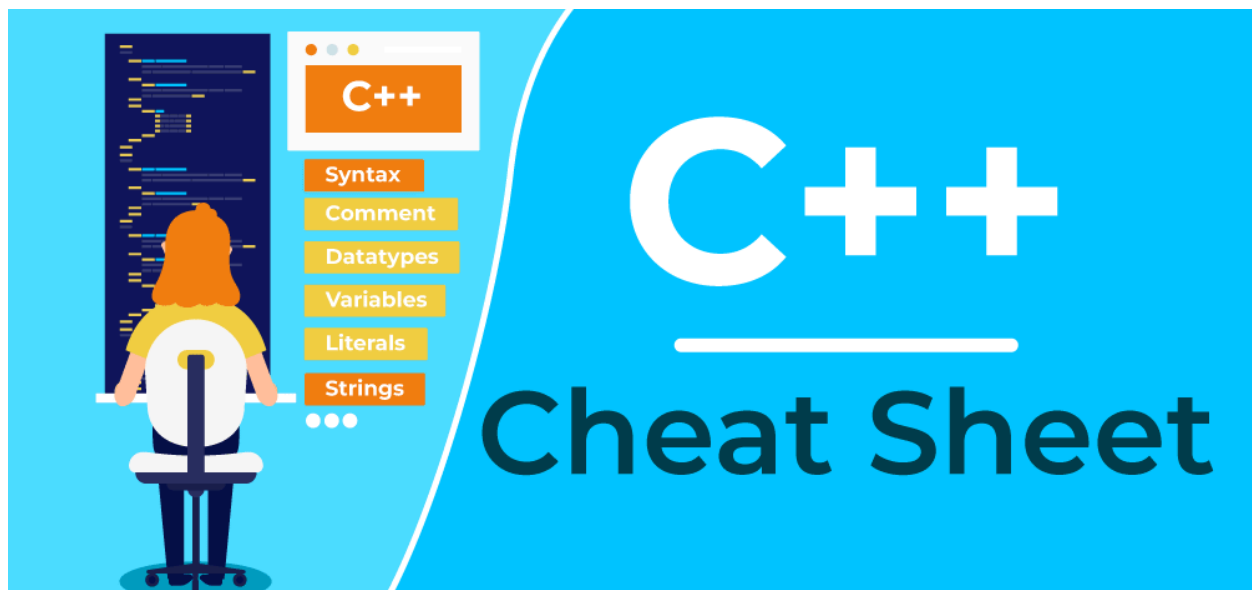 C++
Syntax
Comment
Datatypes
Variables
Literals
Strings
C++
Cheat Sheet